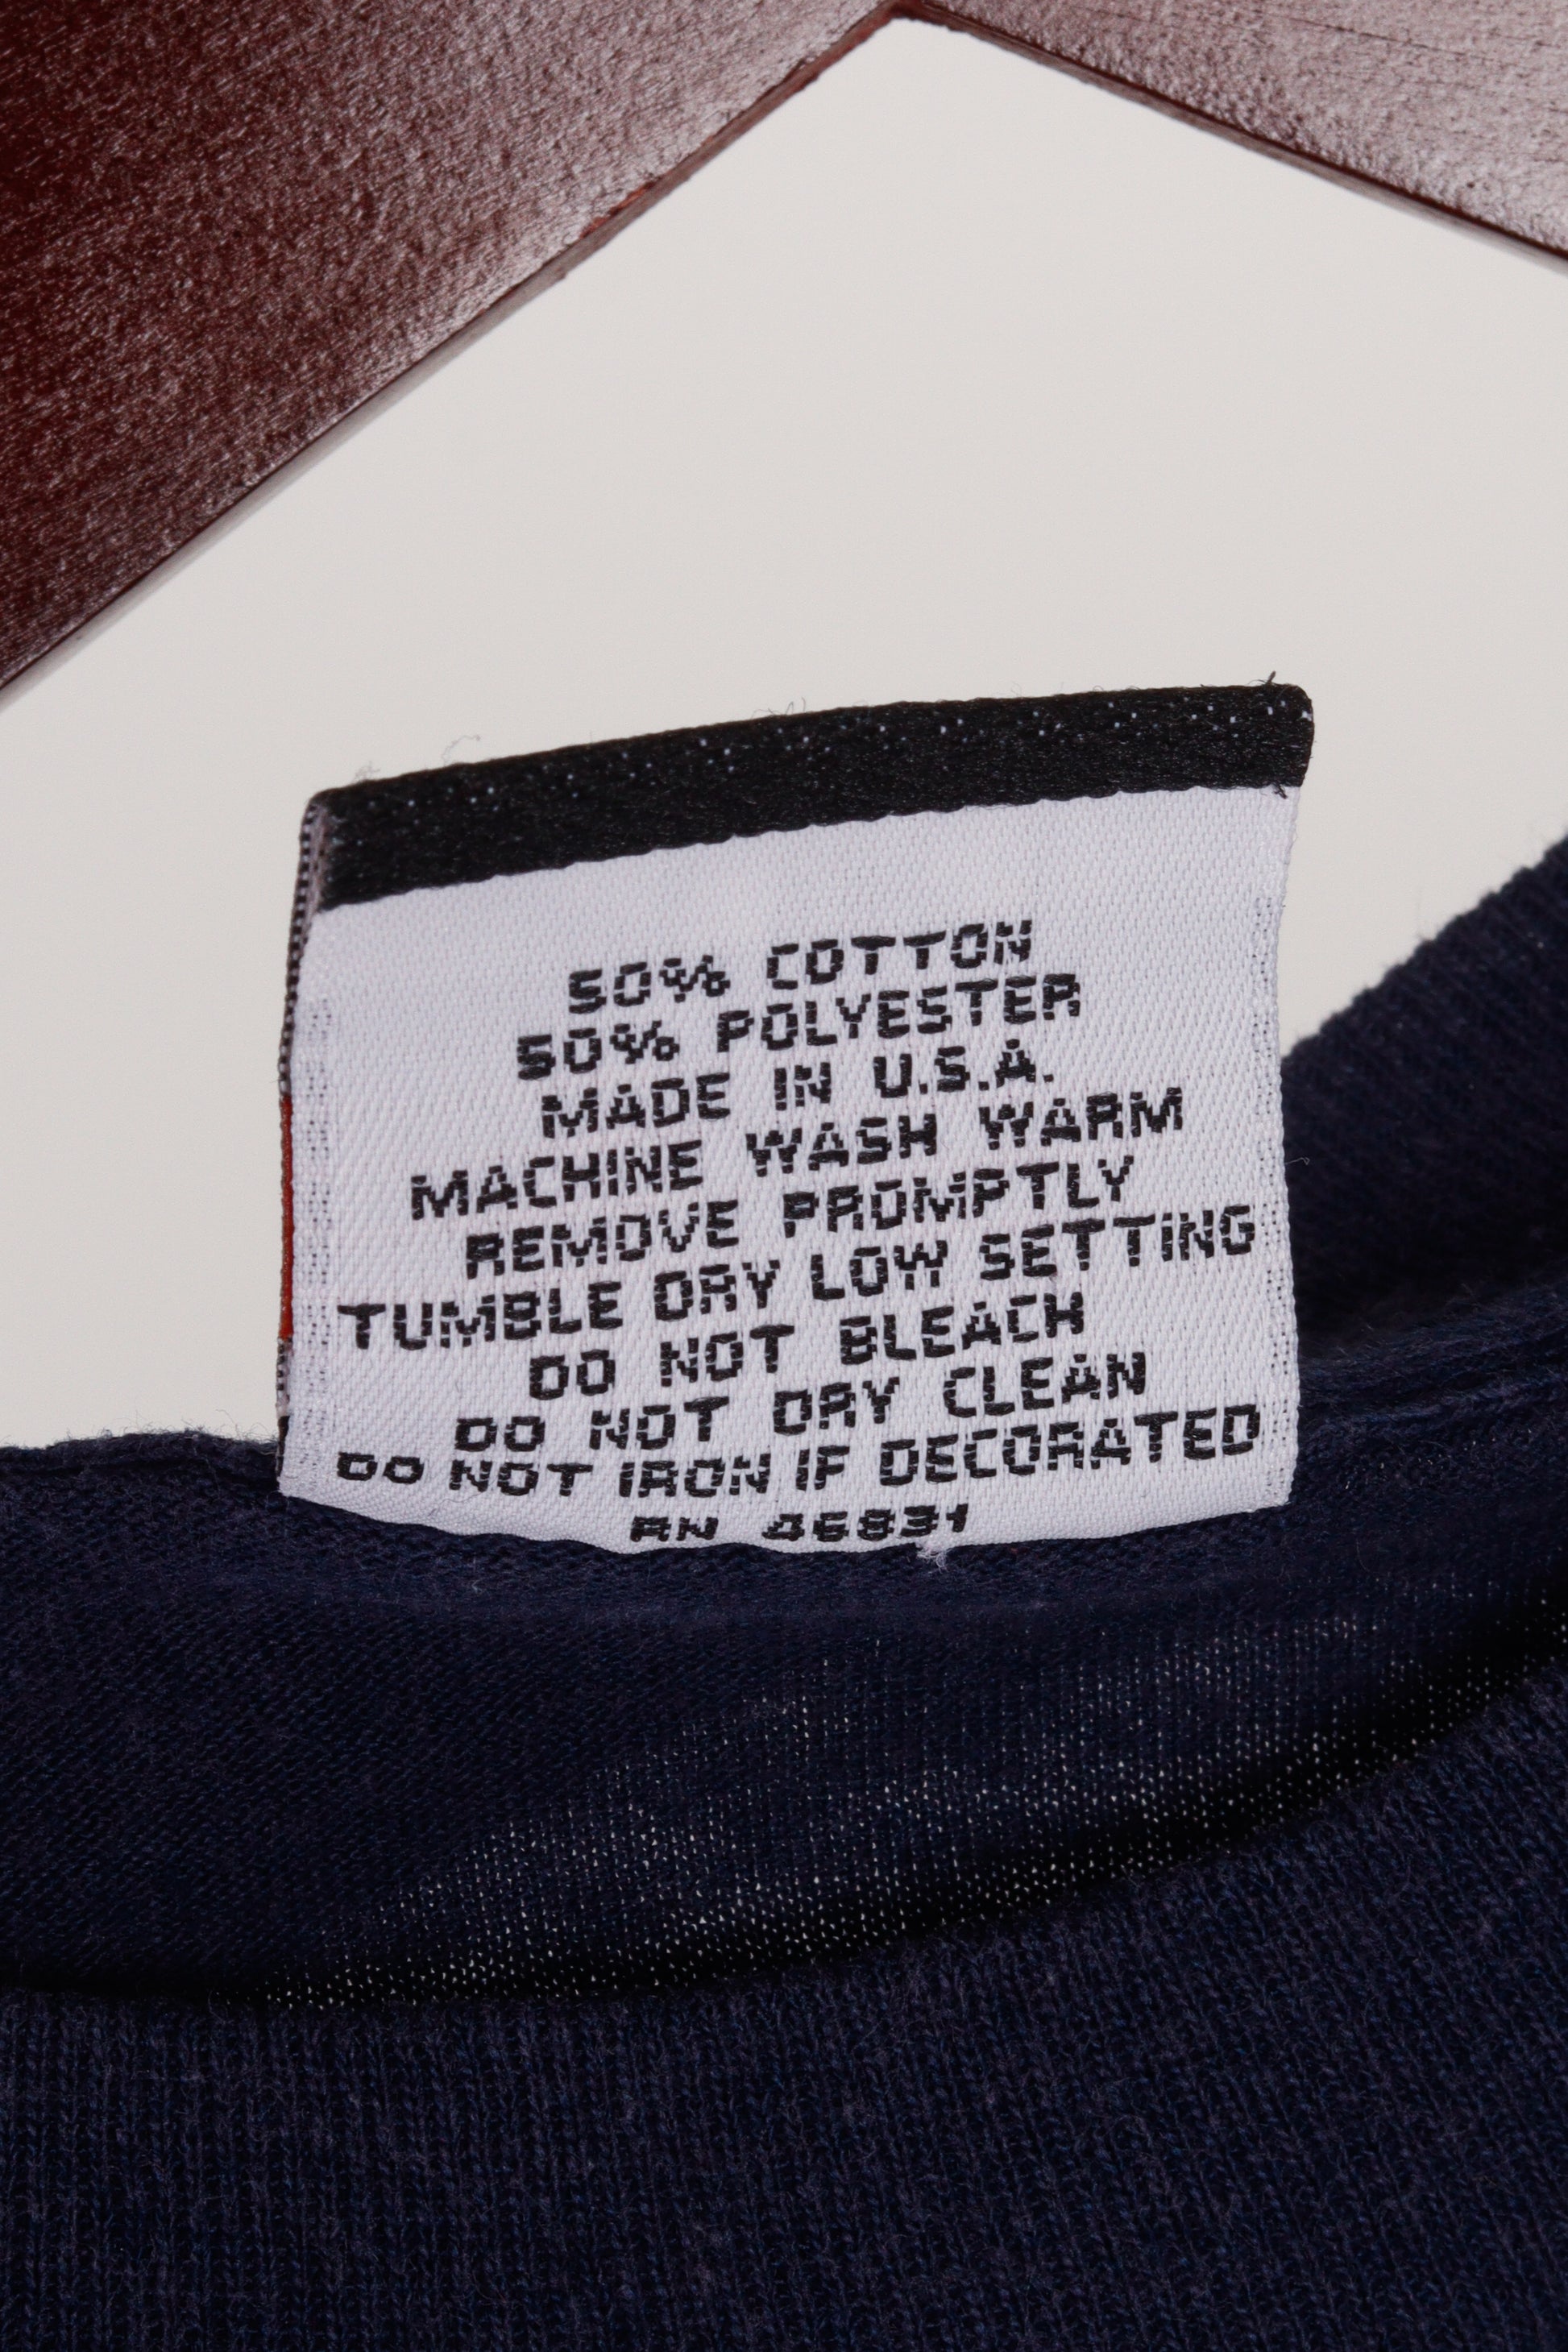 50% COTTON
50% POLYESTER
MADE IN U.S.A.
MACHINE WASH WARM
REMOVE PROMPTLY
TUMBLE DRY LOW SETTING
DO NOT BLEACH
DO NOT DRY CLEAN
DO NOT IRON IF DECORATED
RN 46831